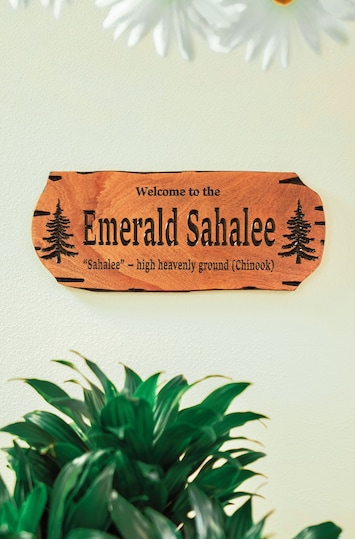 Welcome to the
Emerald Sahalee
“Sahalee” – high heavenly ground (Chinook)